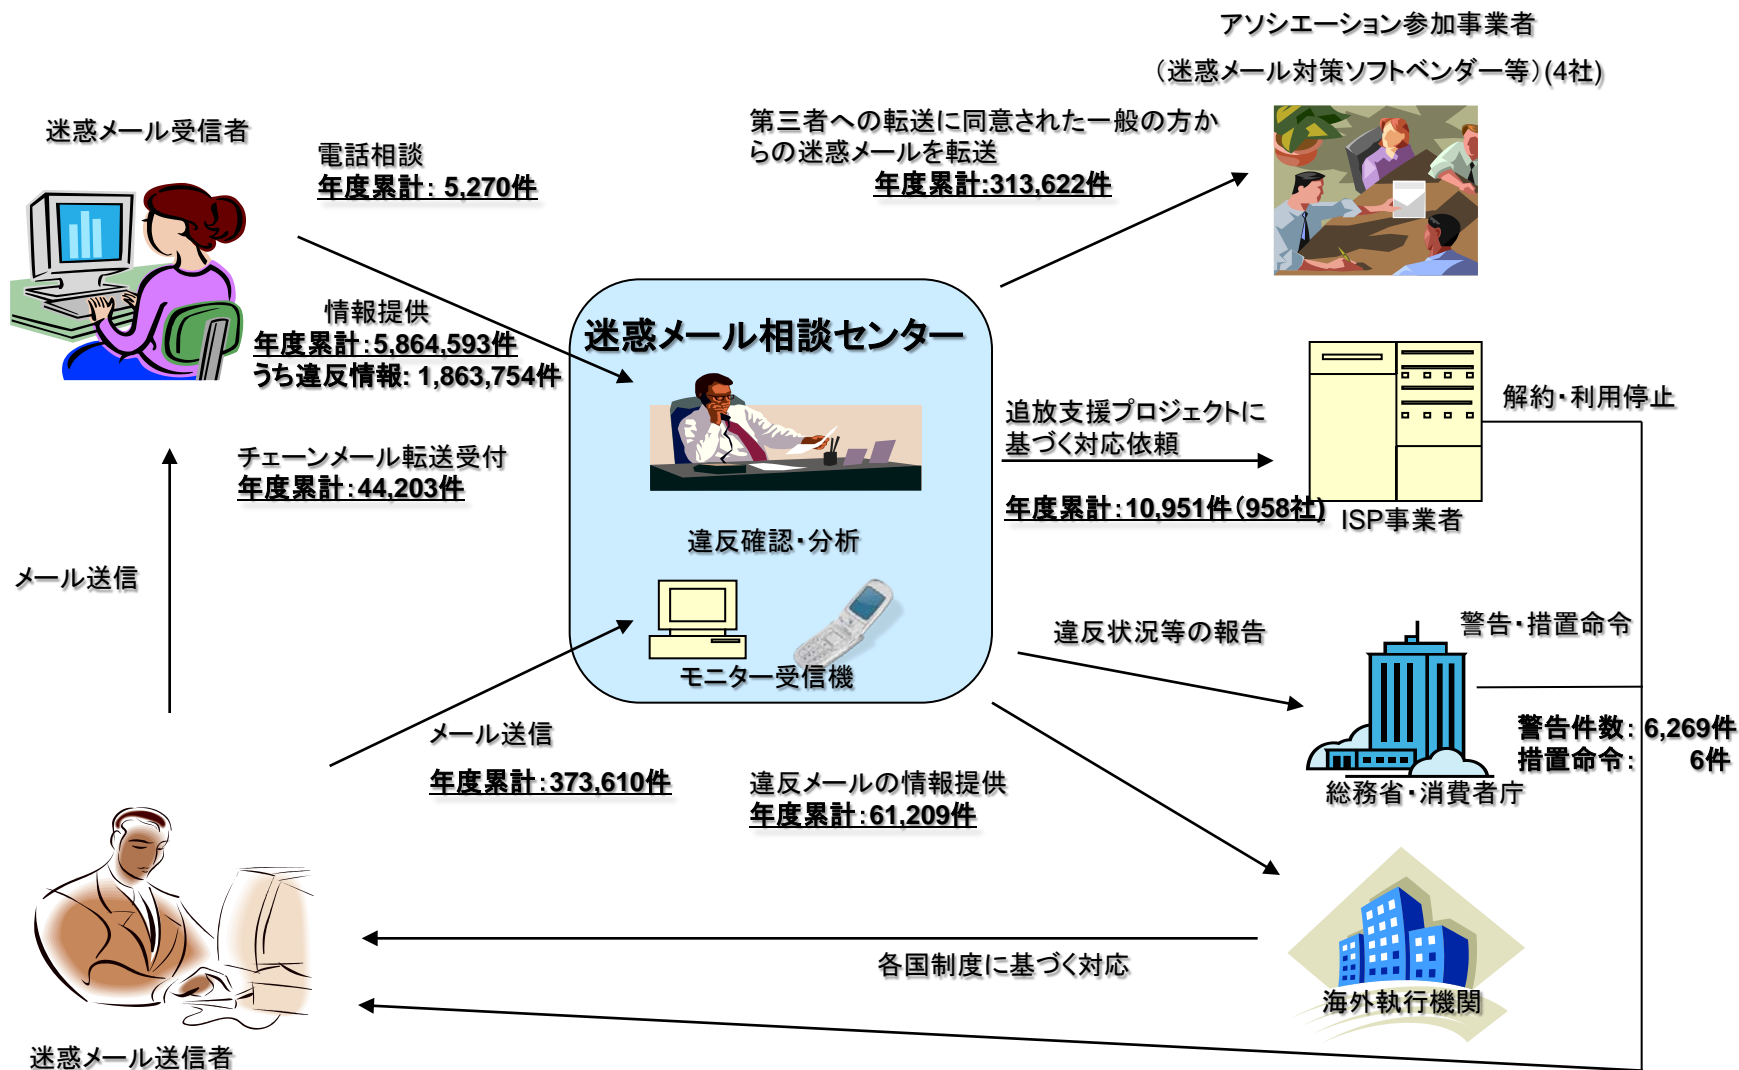 アソシエーション参加事業者
（迷惑メール対策ソフトベンダー等）(4社)
迷惑メール受信者
電話相談
年度累計： 5,270件
第三者への転送に同意された一般の方か
らの迷惑メールを転送
年度累計:313,622件
情報提供
年度累計：5,864,593件
うち違反情報: 1,863,754件
迷惑メール相談センター
チェーンメール転送受付
年度累計：44,203件
違反確認・分析
モニター受信機
追放支援プロジェクトに
基づく対応依頼
年度累計：10,951件（958社)
ISP事業者
解約・利用停止
メール送信
違反状況等の報告
警告・措置命令
警告件数： 6,269件
措置命令： 6件
総務省・消費者庁
メール送信
年度累計：373,610件
違反メールの情報提供
年度累計：61,209件
各国制度に基づく対応
海外執行機関
迷惑メール送信者